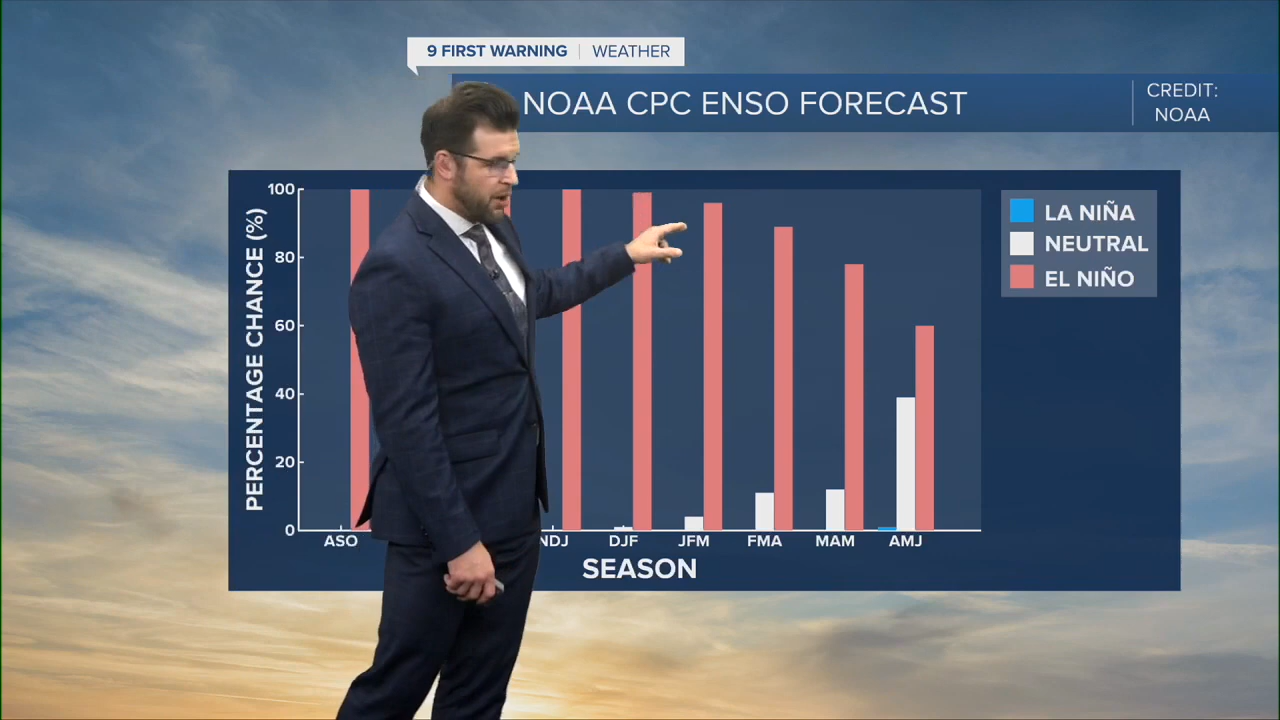 9 FIRST WARNING | WEATHER
NOAA CPC ENSO FORECAST
CREDIT:
NOAA
PERCENTAGE CHANCE (%)
100
80
60
40
20
0
LA NIÑA
NEUTRAL
EL NIÑO
ASO NDJ DJF JFM FMA MAM AMJ
SEASON